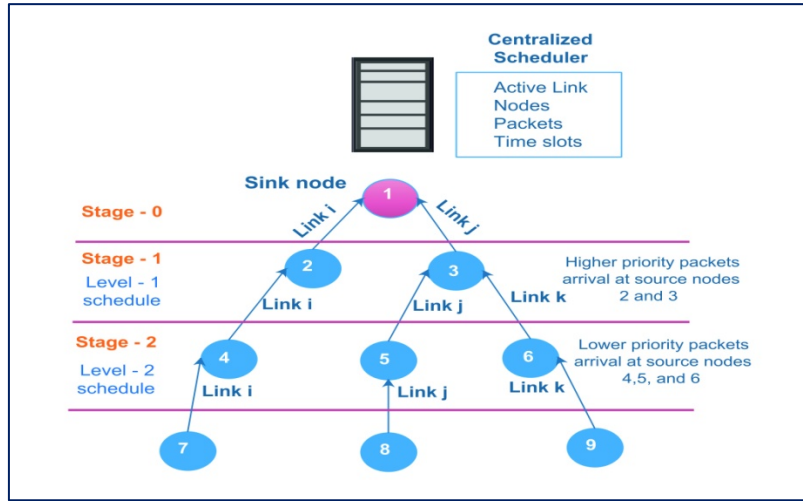 Centralized
Scheduler
Active Link
Nodes
Packets
Time slots
Sink node
1
Stage - 0
Link i
Link j
Stage - 1
Level - 1
schedule
2
3
Higher priority packets
arrival at source nodes
2 and 3
Link i
Link j
Link k
Stage - 2
Level - 2
schedule
4
5
6
Lower priority packets
arrival at source nodes
4,5, and 6
Link i
Link j
Link k
7
8
9